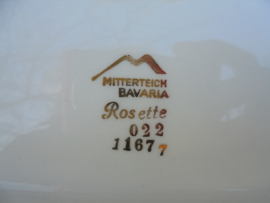 MITTERTEICH
BAVARIA
Rosette
022
11677